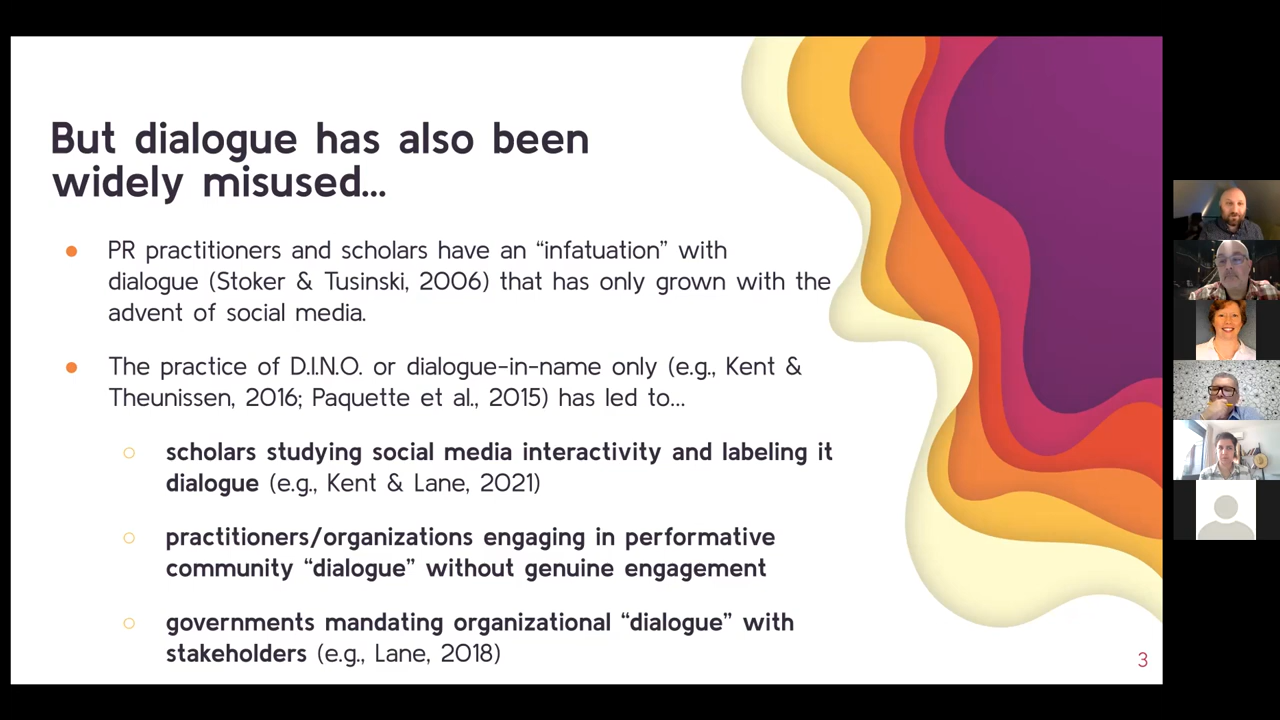 But dialogue has also been
widely misused...
PR practitioners and scholars have an “infatuation” with
dialogue (Stoker & Tusinski, 2006) that has only grown with the
advent of social media.
The practice of D.I.N.O. or dialogue-in-name only (e.g., Kent &
Theunissen, 2016; Paquette et al., 2015) has led to...
scholars studying social media interactivity and labeling it
dialogue (e.g., Kent & Lane, 2021)
practitioners/organizations engaging in performative
community “dialogue” without genuine engagement
governments mandating organizational “dialogue” with
stakeholders (e.g., Lane, 2018)
3